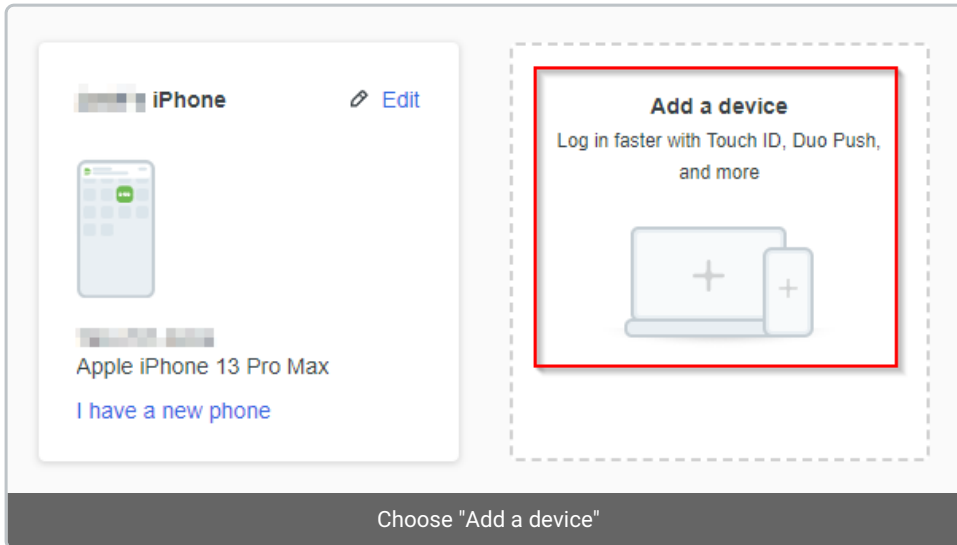 iPhone
Edit
Apple iPhone 13 Pro Max
I have a new phone
Add a device
Log in faster with Touch ID, Duo Push,
and more
Choose "Add a device"